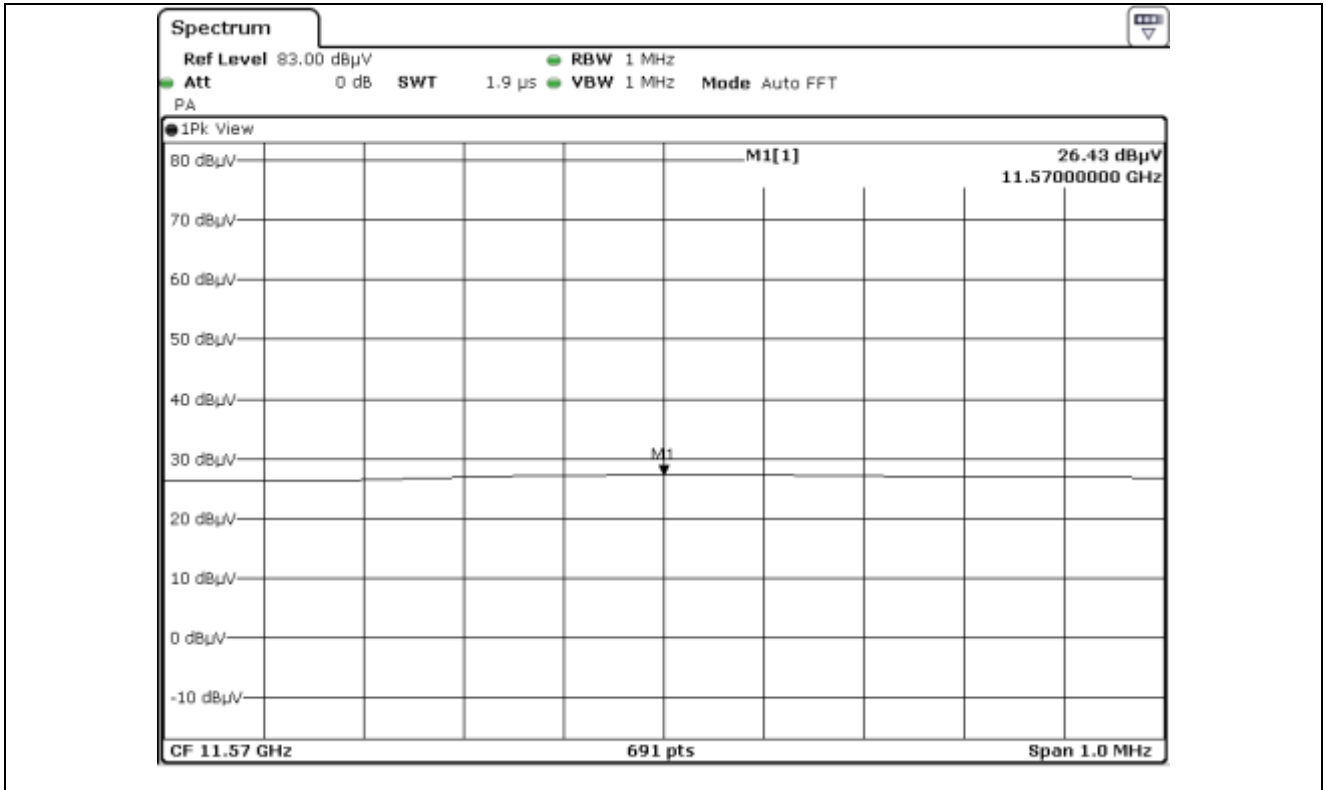 Spectrum
Ref Level 83.00 dBµV RBW 1 MHz
Att 0 dB SWT 1.9 µs VBW 1 MHz Mode Auto FFT
PA
1Pk View
M1[1] 26.43 dBµV
11.57000000 GHz
80 dBµV
70 dBµV
60 dBµV
50 dBµV
40 dBµV
M1
30 dBµV
20 dBµV
10 dBµV
0 dBµV
-10 dBµV
CF 11.57 GHz 691 pts Span 1.0 MHz